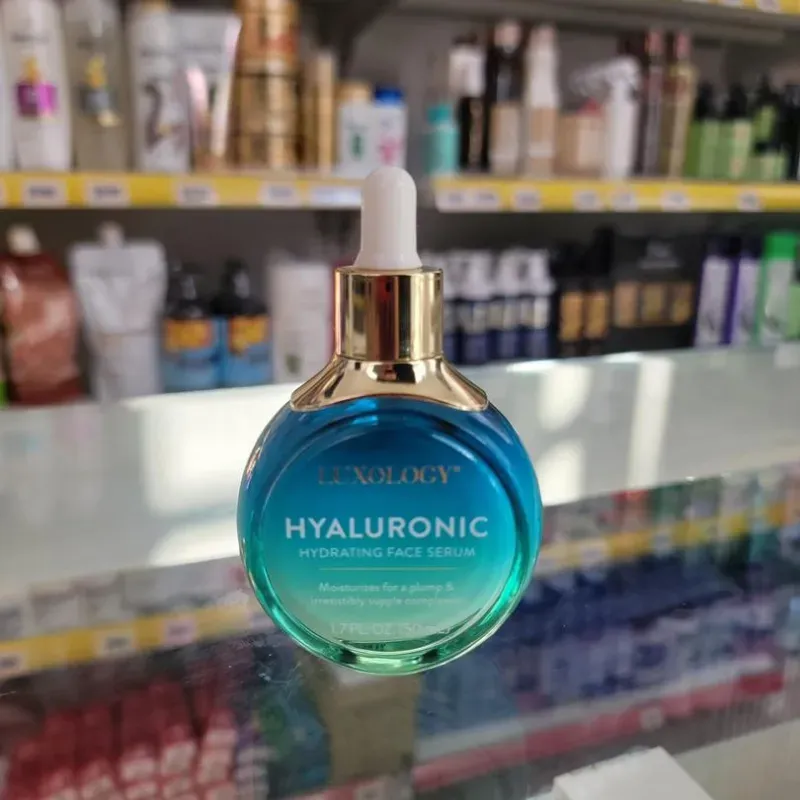 LUXOLOGY™
HYALURONIC
HYDRATING FACE SERUM
Moisturizes for a plump &
irresistibly supple complexion
1.7 FL OZ (50 mL)